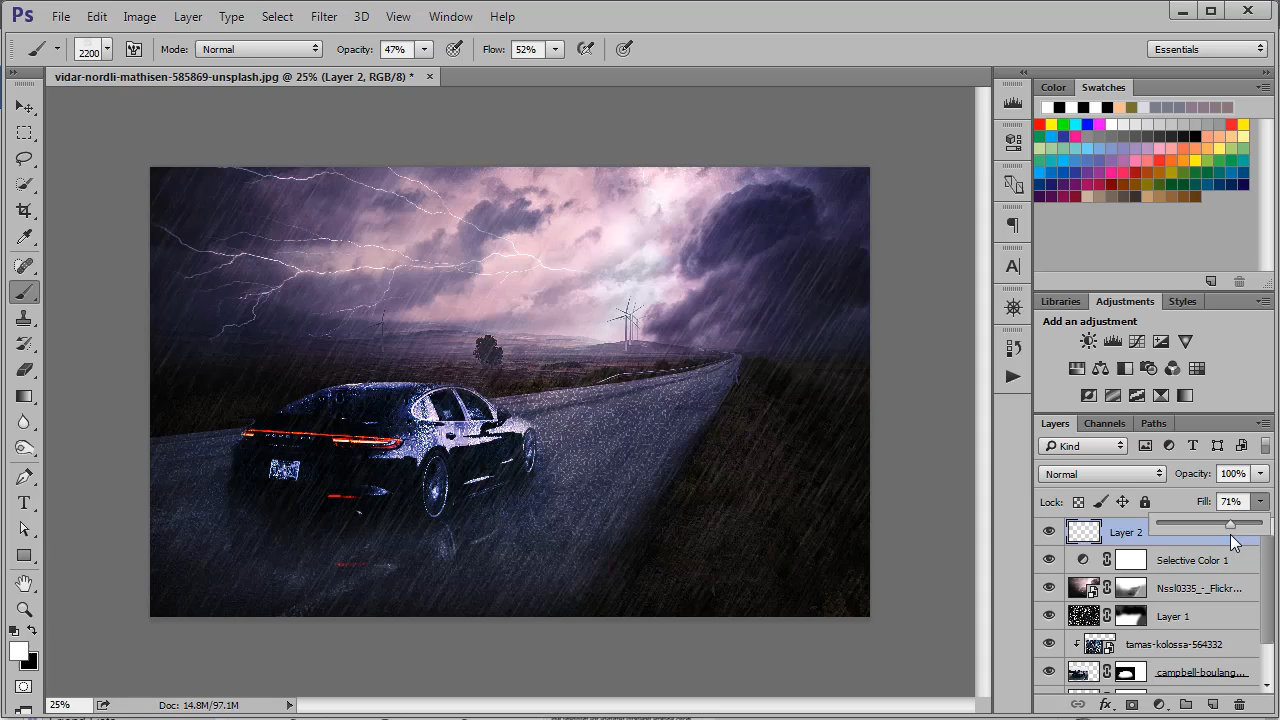 Ps File Edit Image Layer Type Select Filter 3D View Window Help
2200 Mode: Normal Opacity: 47% Flow: 52% Essentials
vidar-nordli-mathisen-585869-unsplash.jpg @ 25% (Layer 2, RGB/8) *
Color Swatches
Libraries Adjustments Styles
Add an adjustment
Layers Channels Paths
Kind
Normal Opacity: 100%
Lock: Fill: 71%
Layer 2
Selective Color 1
Nssl0335_-_Flickr...
Layer 1
tamas-kolossa-564332
campbell-boulang...
25% Doc: 14.8M/97.1M